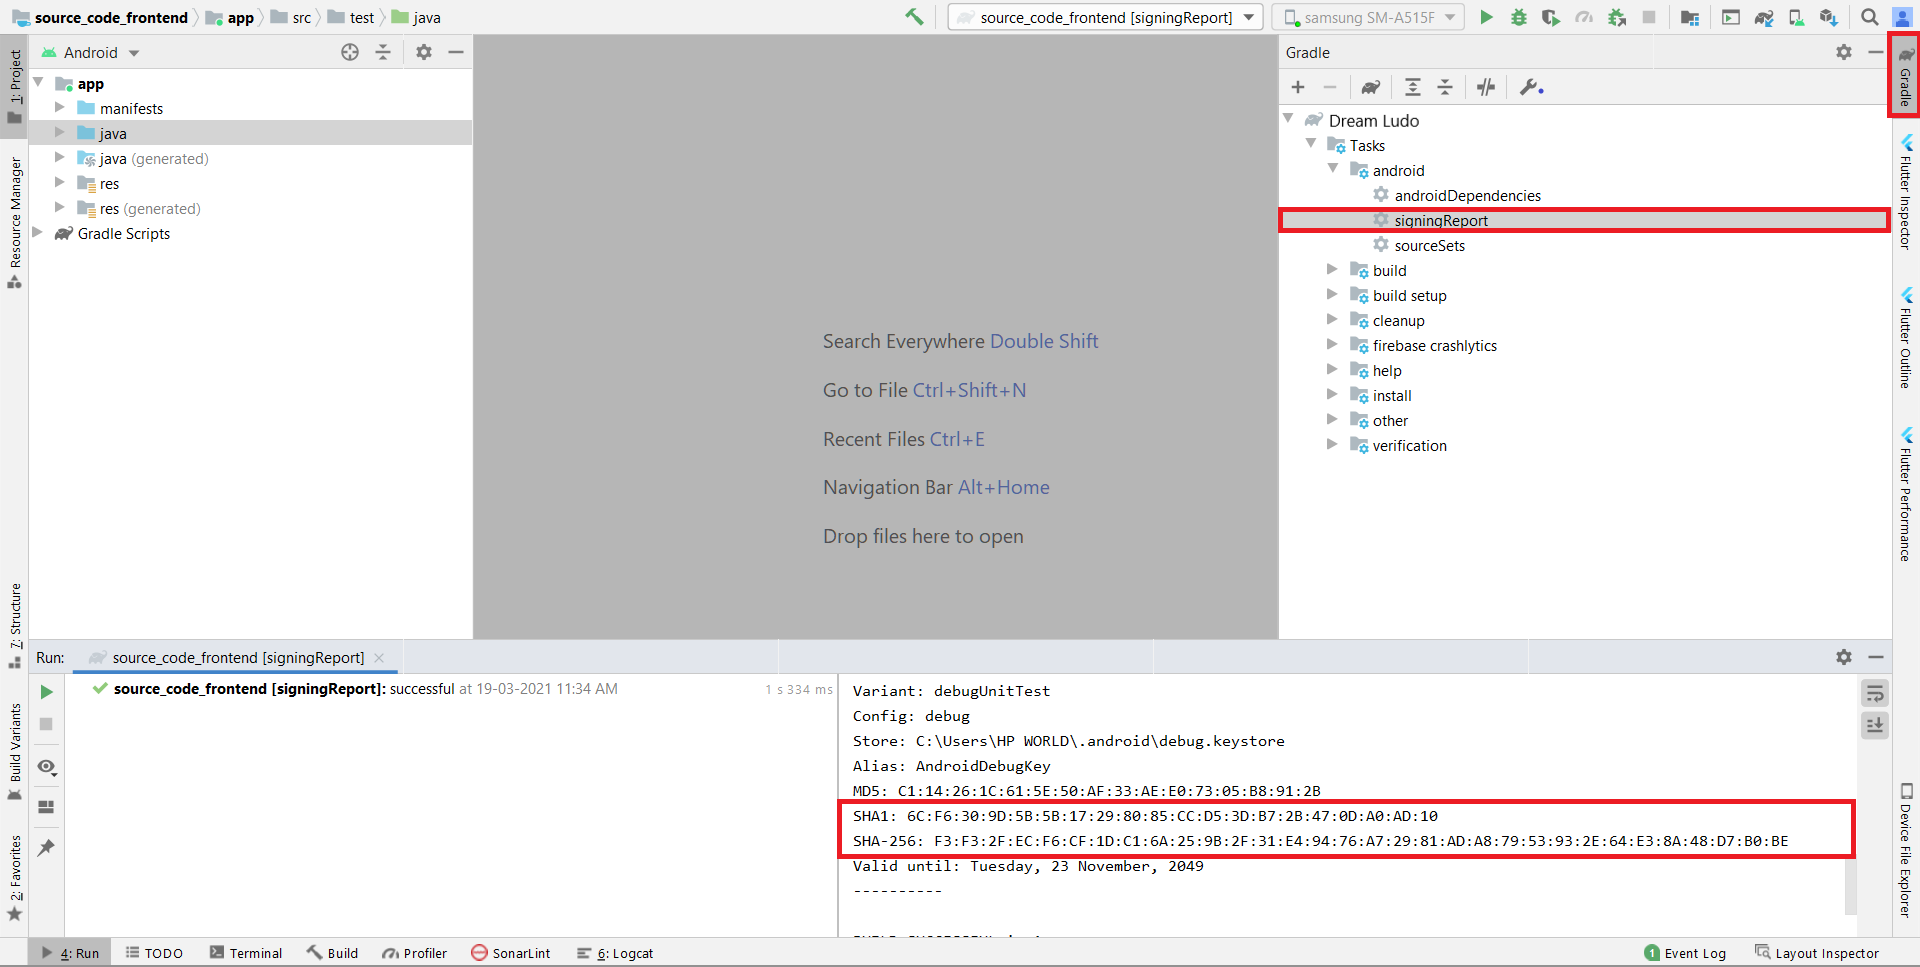 source_code_frontend app src test java
source_code_frontend [signingReport] samsung SM-A515F
1: Project
Resource Manager
7: Structure
Build Variants
2: Favorites
Android
app
manifests
java
java (generated)
res
res (generated)
Gradle Scripts
Search Everywhere Double Shift
Go to File Ctrl+Shift+N
Recent Files Ctrl+E
Navigation Bar Alt+Home
Drop files here to open
Gradle
Dream Ludo
Tasks
android
androidDependencies
signingReport
sourceSets
build
build setup
cleanup
firebase crashlytics
help
install
other
verification
Gradle
Flutter Inspector
Flutter Outline
Flutter Performance
Device File Explorer
Run: source_code_frontend [signingReport]
source_code_frontend [signingReport]: successful at 19-03-2021 11:34 AM 1 s 334 ms
Variant: debugUnitTest
Config: debug
Store: C:\Users\HP WORLD\.android\debug.keystore
Alias: AndroidDebugKey
MD5: C1:14:26:1C:61:5E:50:AF:33:AE:E0:73:05:B8:91:2B
SHA1: 6C:F6:30:9D:5B:5B:17:29:80:85:CC:D5:3D:B7:2B:47:0D:A0:AD:10
SHA-256: F3:F3:2F:EC:F6:CF:1D:C1:6A:25:9B:2F:31:E4:94:76:A7:29:81:AD:A8:79:53:93:2E:64:E3:8A:48:D7:B0:BE
Valid until: Tuesday, 23 November, 2049
----------
4: Run TODO Terminal Build Profiler SonarLint 6: Logcat 1 Event Log Layout Inspector